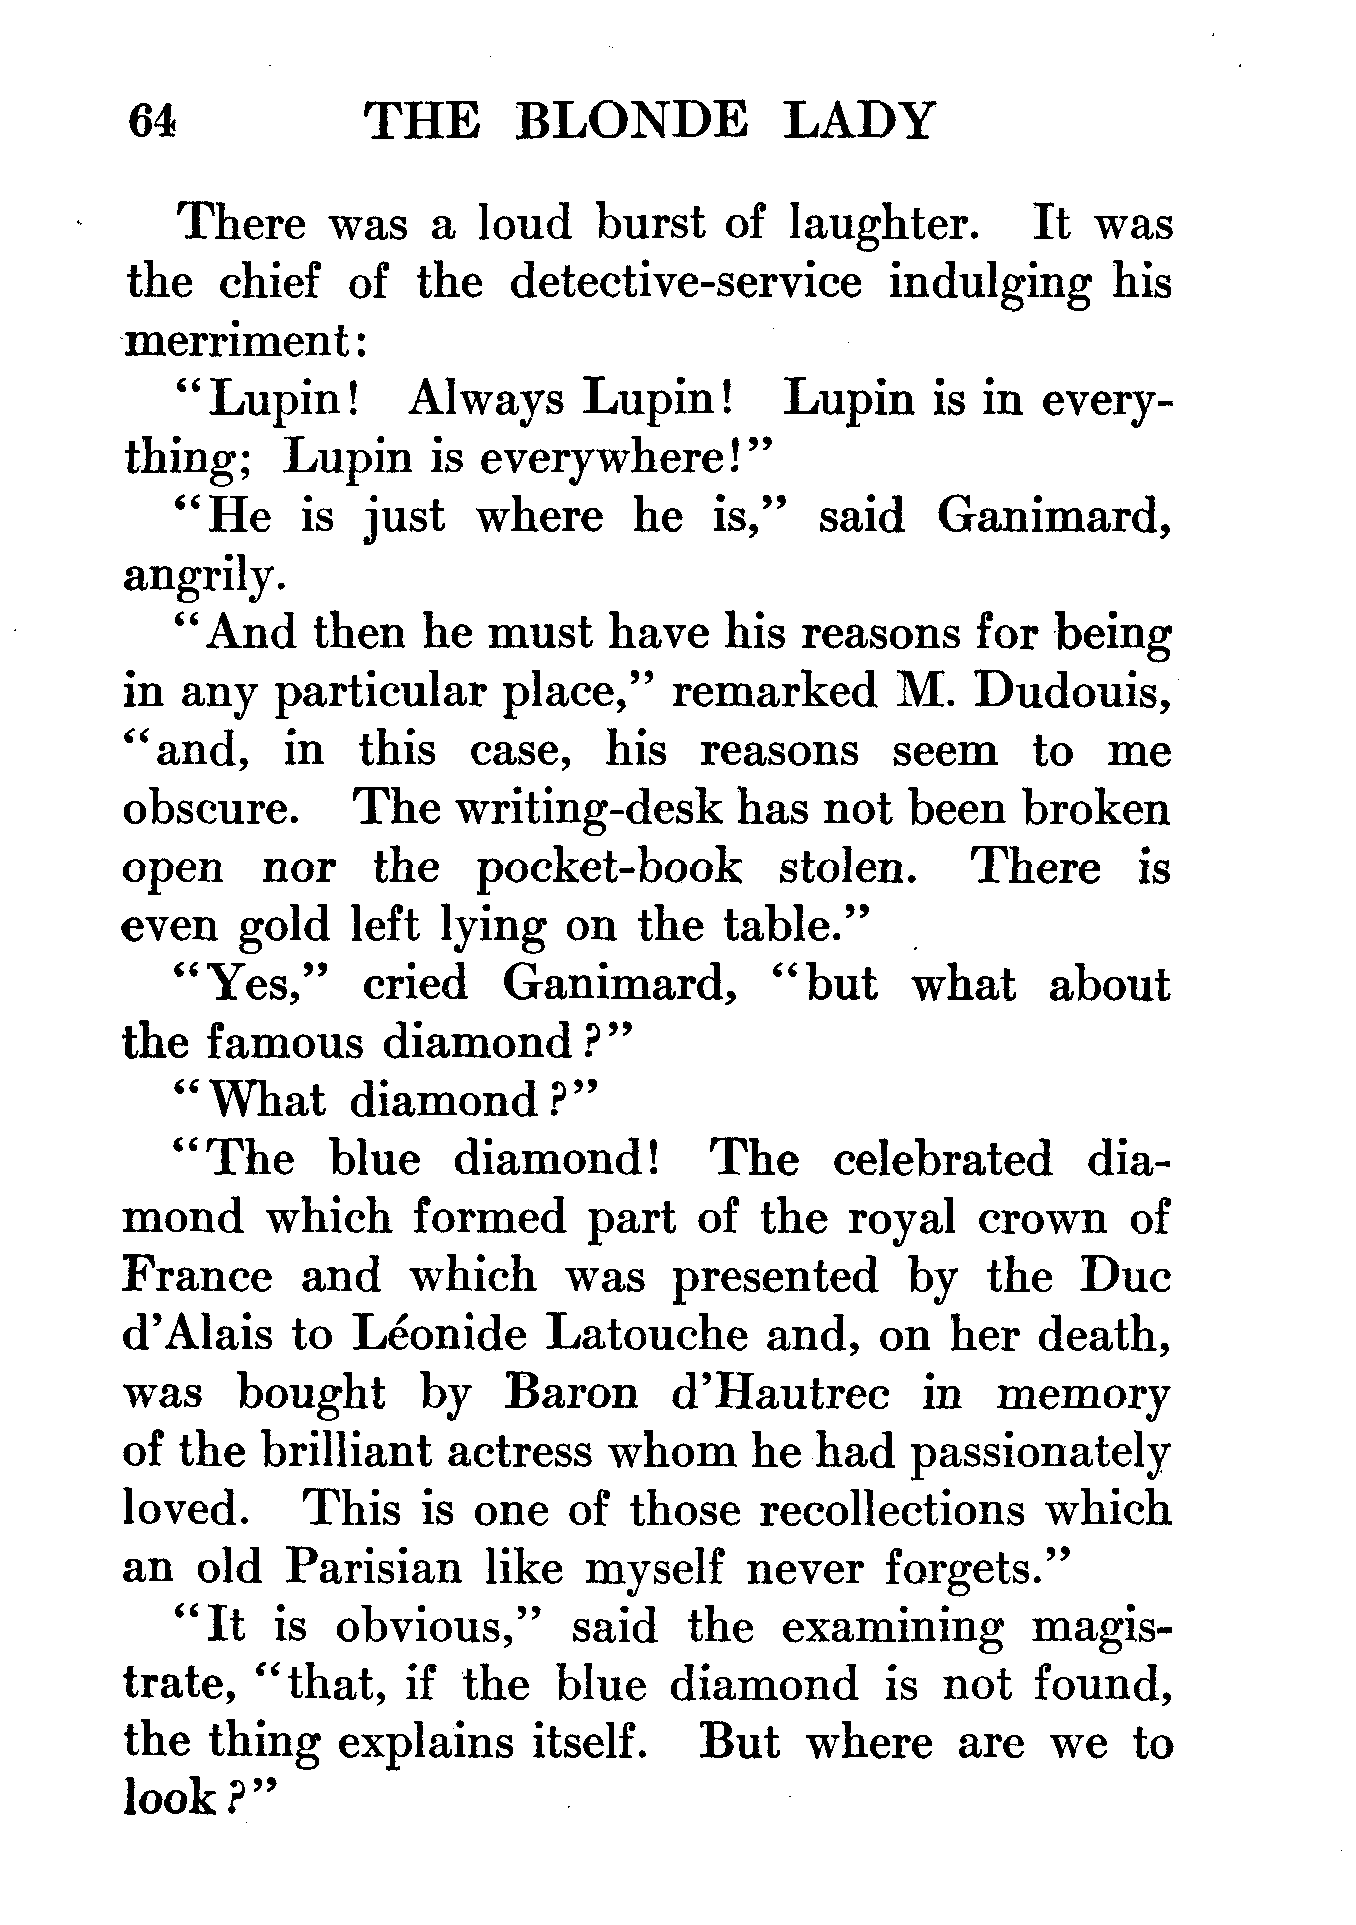 64 THE BLONDE LADY
There was a loud burst of laughter. It was
the chief of the detective-service indulging his
merriment:
“Lupin! Always Lupin! Lupin is in every-
thing; Lupin is everywhere!”
“He is just where he is,” said Ganimard,
angrily.
“And then he must have his reasons for being
in any particular place,” remarked M. Dudouis,
“and, in this case, his reasons seem to me
obscure. The writing-desk has not been broken
open nor the pocket-book stolen. There is
even gold left lying on the table.”
“Yes,” cried Ganimard, “but what about
the famous diamond?”
“What diamond?”
“The blue diamond! The celebrated dia-
mond which formed part of the royal crown of
France and which was presented by the Duc
d’Alais to Léonide Latouche and, on her death,
was bought by Baron d’Hautrec in memory
of the brilliant actress whom he had passionately
loved. This is one of those recollections which
an old Parisian like myself never forgets.”
“It is obvious,” said the examining magis-
trate, “that, if the blue diamond is not found,
the thing explains itself. But where are we to
look?”